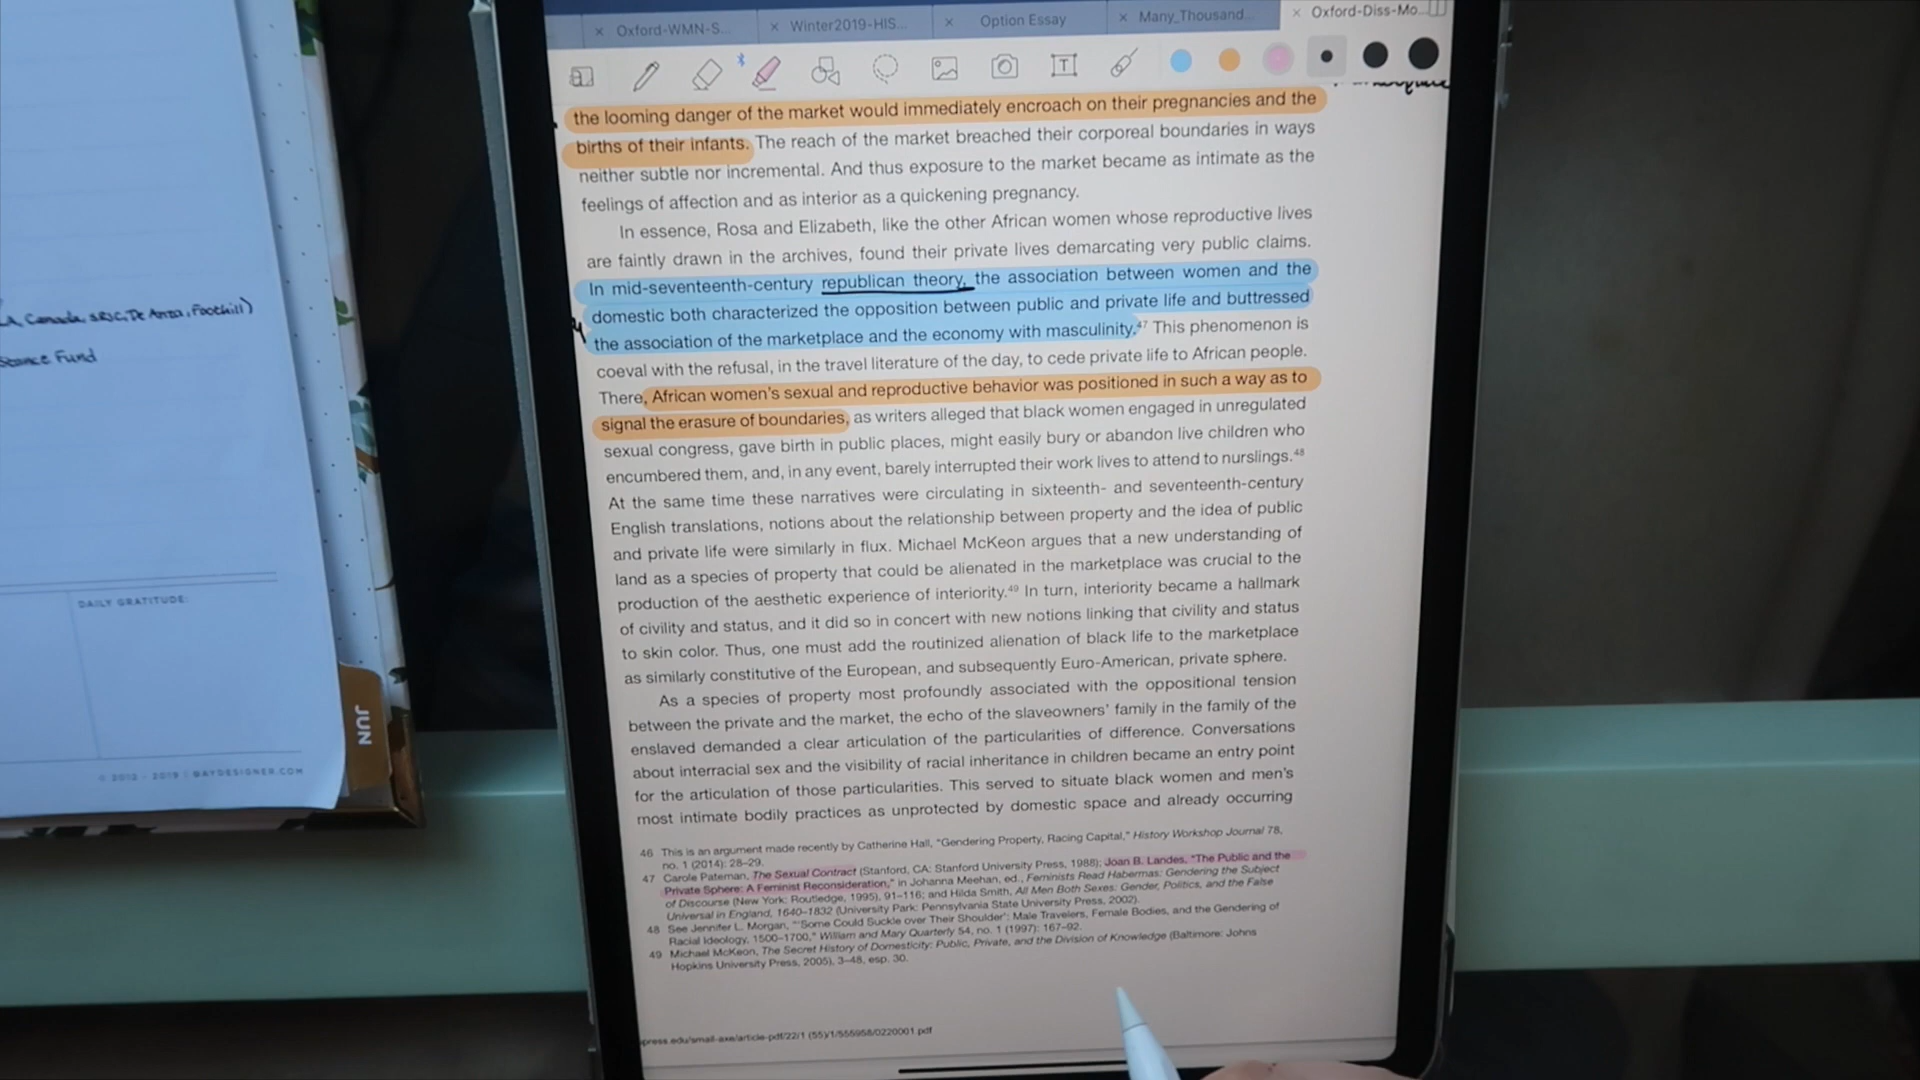 Oxford-WMN-S...
Winter2019-HIS...
Option Essay
Many_Thousand...
Oxford-Diss-Mo...
T
the looming danger of the market would immediately encroach on their pregnancies and the
births of their infants. The reach of the market breached their corporeal boundaries in ways
neither subtle nor incremental. And thus exposure to the market became as intimate as the
feelings of affection and as interior as a quickening pregnancy.
In essence, Rosa and Elizabeth, like the other African women whose reproductive lives
are faintly drawn in the archives, found their private lives demarcating very public claims.
In mid-seventeenth-century republican theory, the association between women and the
domestic both characterized the opposition between public and private life and buttressed
the association of the marketplace and the economy with masculinity.47 This phenomenon is
coeval with the refusal, in the travel literature of the day, to cede private life to African people.
There, African women's sexual and reproductive behavior was positioned in such a way as to
signal the erasure of boundaries, as writers alleged that black women engaged in unregulated
sexual congress, gave birth in public places, might easily bury or abandon live children who
encumbered them, and, in any event, barely interrupted their work lives to attend to nurslings.48
At the same time these narratives were circulating in sixteenth- and seventeenth-century
English translations, notions about the relationship between property and the idea of public
and private life were similarly in flux. Michael McKeon argues that a new understanding of
land as a species of property that could be alienated in the marketplace was crucial to the
production of the aesthetic experience of interiority.49 In turn, interiority became a hallmark
of civility and status, and it did so in concert with new notions linking that civility and status
to skin color. Thus, one must add the routinized alienation of black life to the marketplace
as similarly constitutive of the European, and subsequently Euro-American, private sphere.
As a species of property most profoundly associated with the oppositional tension
between the private and the market, the echo of the slaveowners' family in the family of the
enslaved demanded a clear articulation of the particularities of difference. Conversations
about interracial sex and the visibility of racial inheritance in children became an entry point
for the articulation of those particularities. This served to situate black women and men's
most intimate bodily practices as unprotected by domestic space and already occurring
46 This is an argument made recently by Catherine Hall, "Gendering Property, Racing Capital," History Workshop Journal 78,
no. 1 (2014): 28–29.
47 Carole Pateman, The Sexual Contract (Stanford, CA: Stanford University Press, 1988); Joan B. Landes, "The Public and the
Private Sphere: A Feminist Reconsideration," in Johanna Meehan, ed., Feminists Read Habermas: Gendering the Subject
of Discourse (New York: Routledge, 1995), 91–116; and Hilda Smith, All Men Both Sexes: Gender, Politics, and the False
Universal in England, 1640–1832 (University Park: Pennsylvania State University Press, 2002).
48 See Jennifer L. Morgan, "'Some Could Suckle over Their Shoulder': Male Travelers, Female Bodies, and the Gendering of
Racial Ideology, 1500–1700," William and Mary Quarterly 54, no. 1 (1997): 167–92.
49 Michael McKeon, The Secret History of Domesticity: Public, Private, and the Division of Knowledge (Baltimore: Johns
Hopkins University Press, 2005), 3–48, esp. 30.
press.edu/small-axe/article-pdf/22/1 (55)/1/555958/0220001.pdf
Canada, SRJC, De Anza, Foothill)
Fund
DAILY GRATITUDE:
© 2012 - 2019 | DAYDESIGNER.COM
JUN